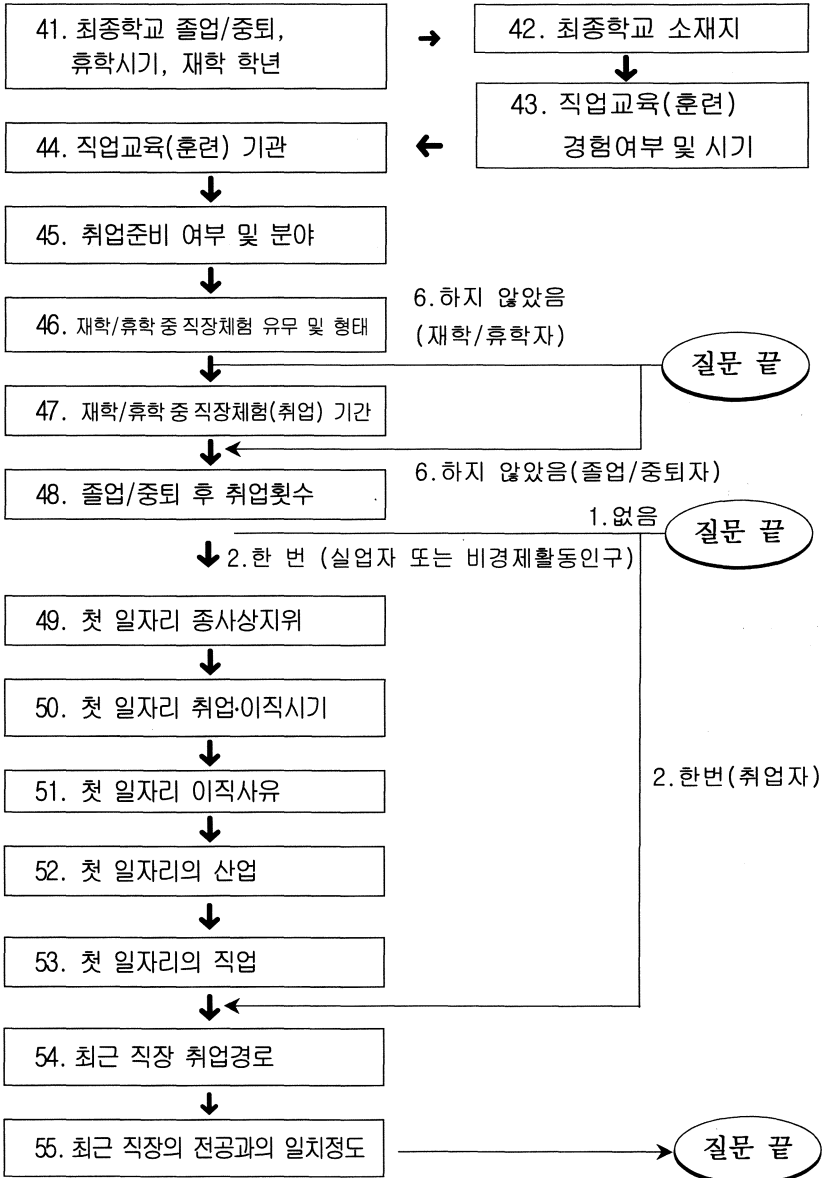 41. 최종학교 졸업/중퇴,
휴학시기, 재학 학년
42. 최종학교 소재지
43. 직업교육(훈련)
경험여부 및 시기
44. 직업교육(훈련) 기관
45. 취업준비 여부 및 분야
46. 재학/휴학 중 직장체험 유무 및 형태
6.하지 않았음
(재학/휴학자)
질문 끝
47. 재학/휴학 중 직장체험(취업) 기간
6.하지 않았음(졸업/중퇴자)
48. 졸업/중퇴 후 취업횟수
1.없음
질문 끝
2.한 번 (실업자 또는 비경제활동인구)
49. 첫 일자리 종사상지위
50. 첫 일자리 취업·이직시기
51. 첫 일자리 이직사유
2.한번(취업자)
52. 첫 일자리의 산업
53. 첫 일자리의 직업
54. 최근 직장 취업경로
55. 최근 직장의 전공과의 일치정도
질문 끝